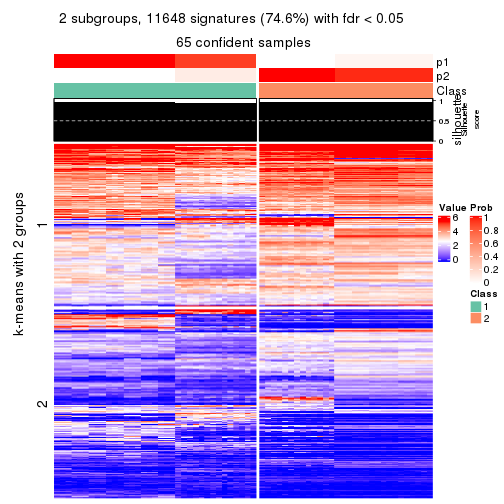 2 subgroups, 11648 signatures (74.6%) with fdr < 0.05
65 confident samples
p1
p2
Class
silhouette
Silhouette
score
1
0.5
0
k-means with 2 groups
1
2
Value
6
4
2
0
Prob
1
0.8
0.6
0.4
0.2
0
Class
1
2